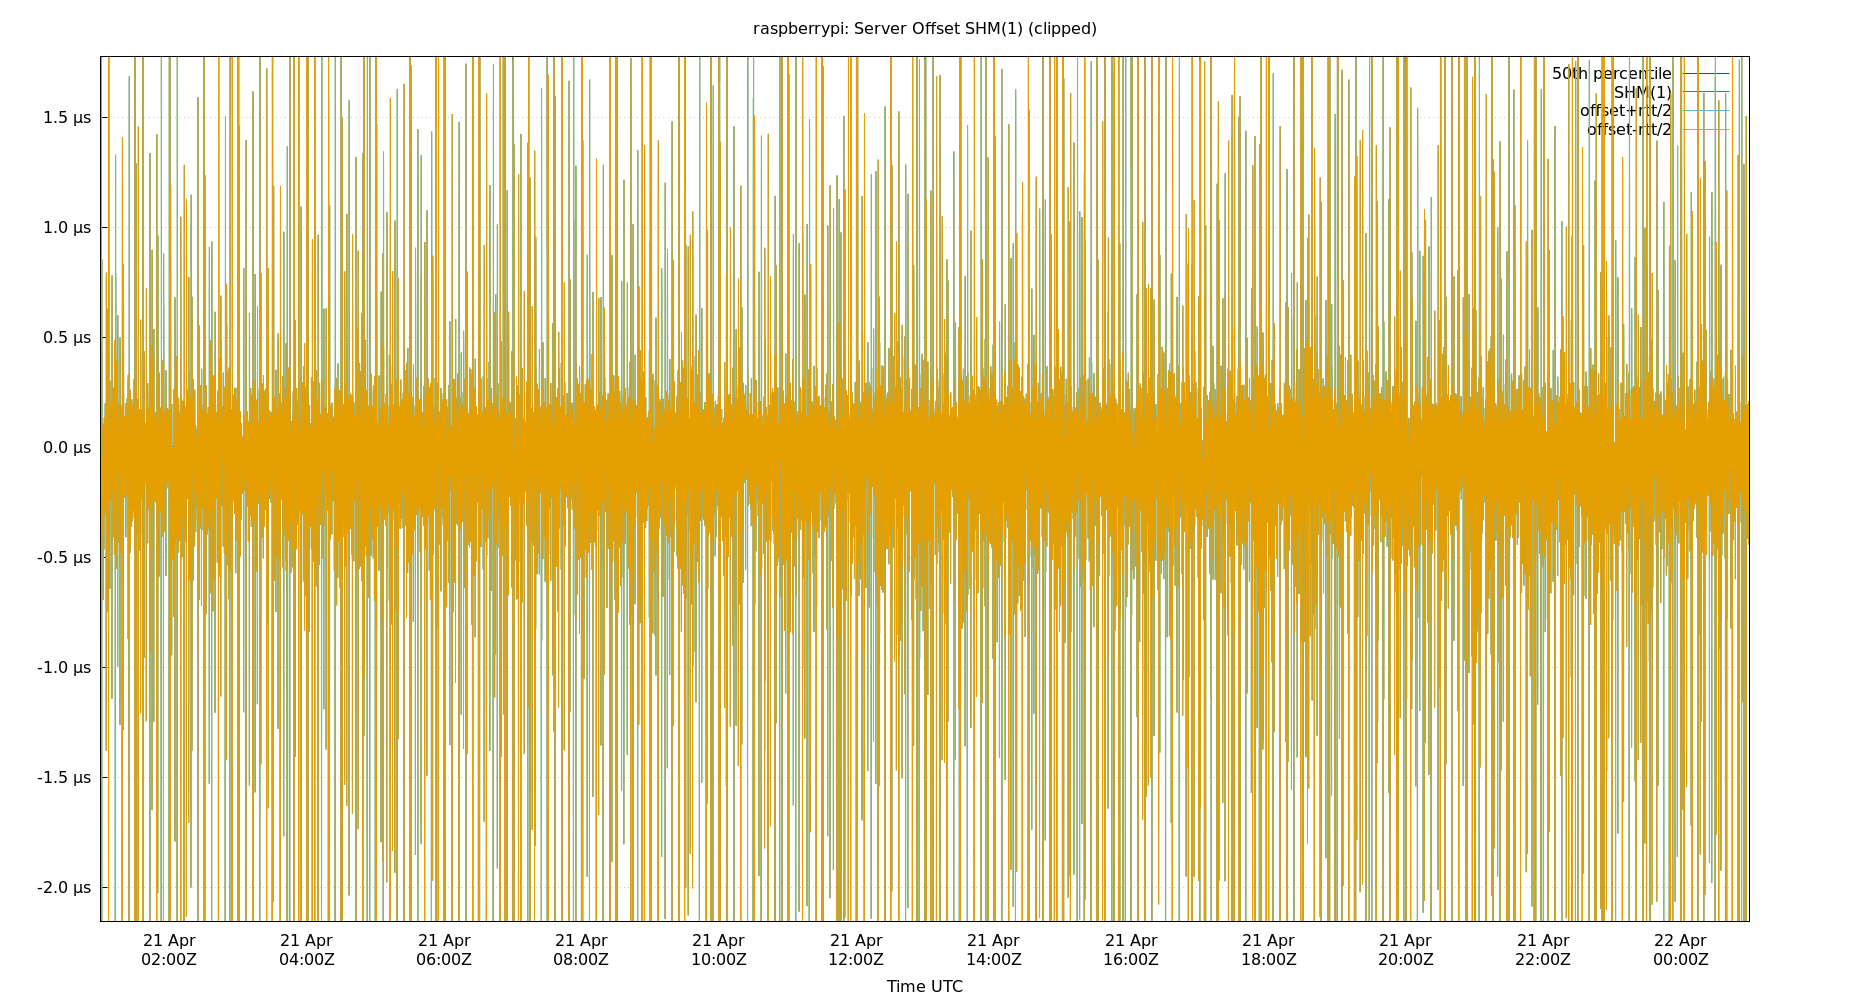 raspberrypi: Server Offset SHM(1) (clipped)
50th percentile
SHM(1)
offset+rtt/2
offset-rtt/2
1.5 µs
1.0 µs
0.5 µs
0.0 µs
-0.5 µs
-1.0 µs
-1.5 µs
-2.0 µs
21 Apr 21 Apr 21 Apr 21 Apr 21 Apr 21 Apr 21 Apr 21 Apr 21 Apr 21 Apr 21 Apr 22 Apr
02:00Z 04:00Z 06:00Z 08:00Z 10:00Z 12:00Z 14:00Z 16:00Z 18:00Z 20:00Z 22:00Z 00:00Z
Time UTC